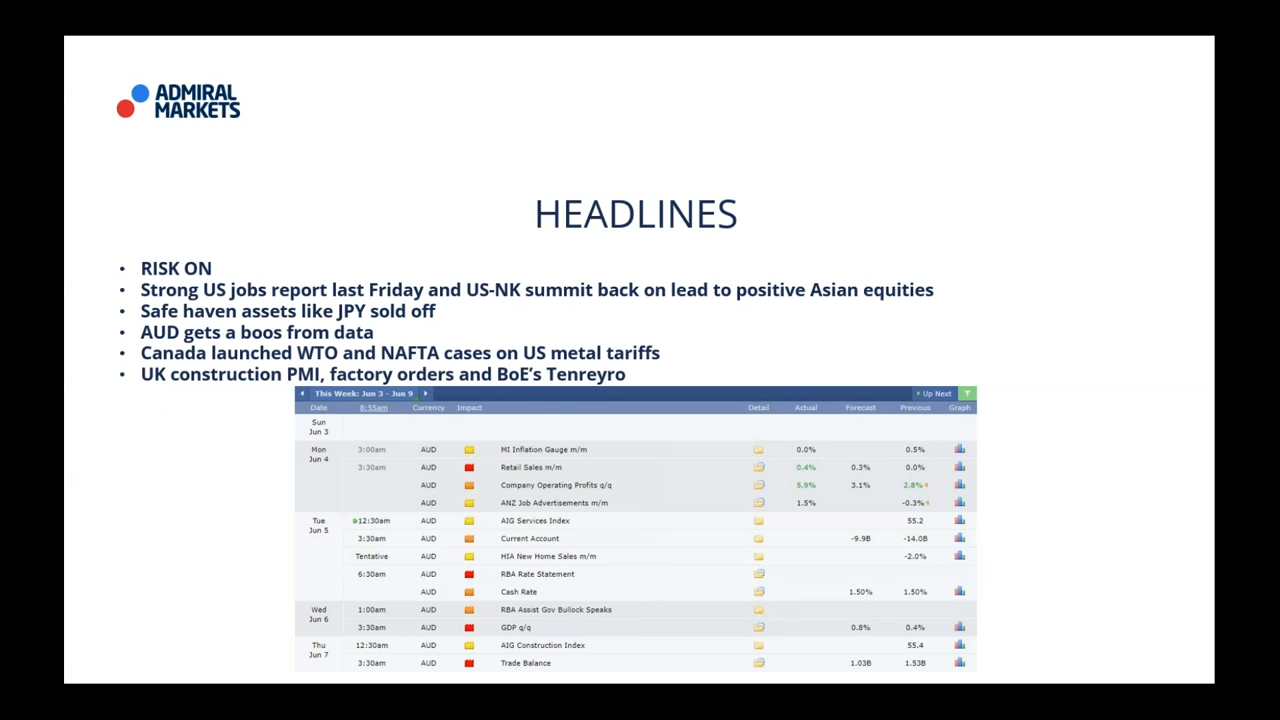 ADMIRAL
MARKETS
HEADLINES
• RISK ON
• Strong US jobs report last Friday and US-NK summit back on lead to positive Asian equities
• Safe haven assets like JPY sold off
• AUD gets a boos from data
• Canada launched WTO and NAFTA cases on US metal tariffs
• UK construction PMI, factory orders and BoE's Tenreyro
This Week: Jun 3 - Jun 9 Up Next
Date 8:55am Currency Impact Detail Actual Forecast Previous Graph
Sun
Jun 3
Mon
Jun 4
3:00am AUD MI Inflation Gauge m/m 0.0% 0.5%
3:30am AUD Retail Sales m/m 0.4% 0.3% 0.0%
AUD Company Operating Profits q/q 5.9% 3.1% 2.8%
AUD ANZ Job Advertisements m/m 1.5% -0.3%
Tue
Jun 5
12:30am AUD AIG Services Index 55.2
3:30am AUD Current Account -9.9B -14.0B
Tentative AUD HIA New Home Sales m/m -2.0%
6:30am AUD RBA Rate Statement
AUD Cash Rate 1.50% 1.50%
Wed
Jun 6
1:00am AUD RBA Assist Gov Bullock Speaks
3:30am AUD GDP q/q 0.8% 0.4%
Thu
Jun 7
12:30am AUD AIG Construction Index 55.4
3:30am AUD Trade Balance 1.03B 1.53B